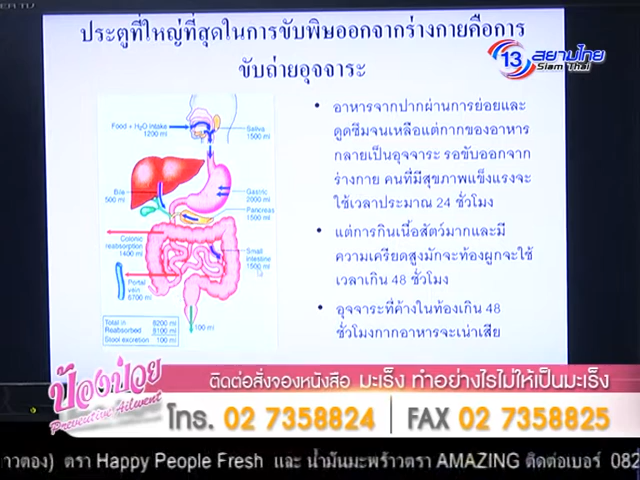 ประตูที่ใหญ่ที่สุดในการขับพิษออกจากร่างกายคือการ
ขับถ่ายอุจจาระ
13 สยามไทย
Siam Thai
Food + H₂O intake
1200 ml
Saliva
1500 ml
Bile
500 ml
Gastric
2000 ml
Pancreas
1500 ml
Colonic
reabsorption
1400 ml
Small
intestine
1500 ml
Portal
vein
6700 ml
100 ml
Total in 8200 ml
Reabsorbed 8100 ml
Stool excretion 100 ml
• อาหารจากปากผ่านการย่อยและ
ดูดซึมจนเหลือแต่กากของอาหาร
กลายเป็นอุจจาระ รอขับออกจาก
ร่างกาย คนที่มีสุขภาพแข็งแรงจะ
ใช้เวลาประมาณ 24 ชั่วโมง
• แต่การกินเนื้อสัตว์มากและมี
ความเครียดสูงมักจะท้องผูกจะใช้
เวลาเกิน 48 ชั่วโมง
• อุจจาระที่ค้างในท้องเกิน 48
ชั่วโมงกากอาหารจะเน่าเสีย
ป้องป่วย
Preventive Ailment
ติดต่อสั่งจองหนังสือ มะเร็ง ทำอย่างไรไม่ให้เป็นมะเร็ง
โทร. 02 7358824 | FAX 02 7358825
าวตอง) ตรา Happy People Fresh และ น้ำมันมะพร้าวตรา AMAZING ติดต่อเบอร์ 082